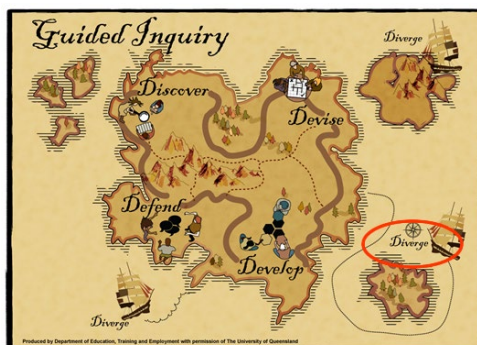 Guided Inquiry
Diverge
Discover
Devise
Defend
Diverge
Develop
Diverge
Produced by Department of Education, Training and Employment with permission of The University of Queensland